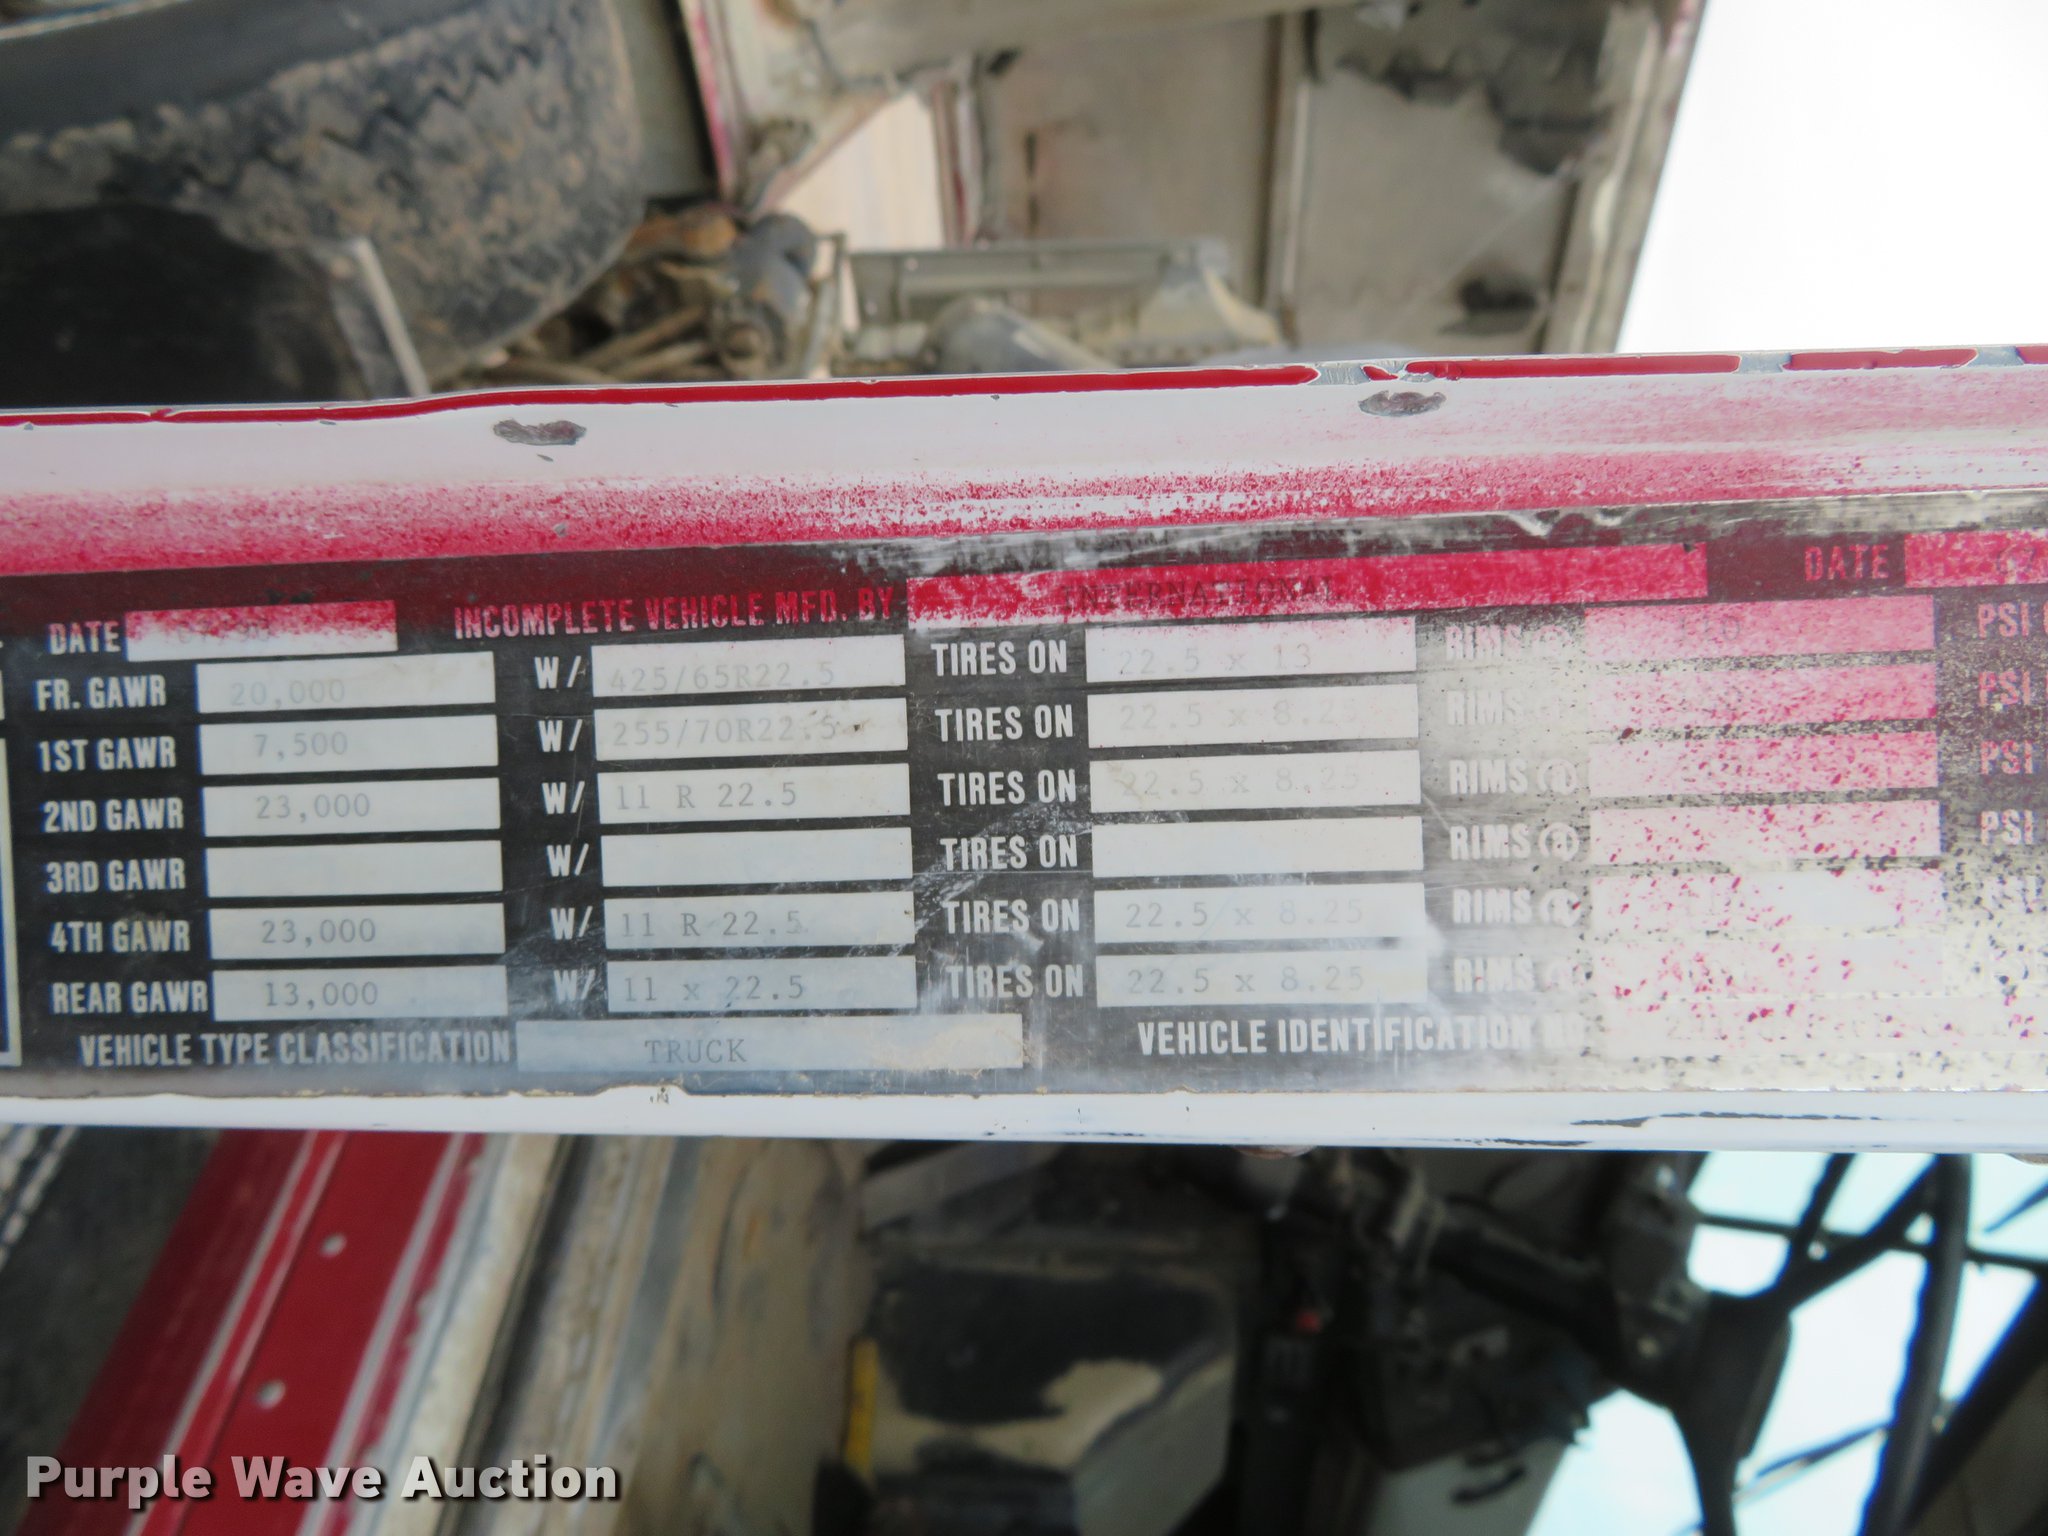 DATE INCOMPLETE VEHICLE MFD. BY INTERNATIONAL DATE
FR. GAWR 20,000 W/ 425/65R22.5 TIRES ON 22.5 x 13 RIMS @ 110 PSI
1ST GAWR 7,500 W/ 255/70R22.5 TIRES ON 22.5 x 8.25 RIMS PSI
2ND GAWR 23,000 W/ 11 R 22.5 TIRES ON 22.5 x 8.25 RIMS @ PSI
3RD GAWR W/ TIRES ON RIMS @ PSI
4TH GAWR 23,000 W/ 11 R 22.5 TIRES ON 22.5 x 8.25 RIMS @ PSI
REAR GAWR 13,000 W/ 11 x 22.5 TIRES ON 22.5 x 8.25 RIMS
VEHICLE TYPE CLASSIFICATION TRUCK VEHICLE IDENTIFICATION NO
Purple Wave Auction